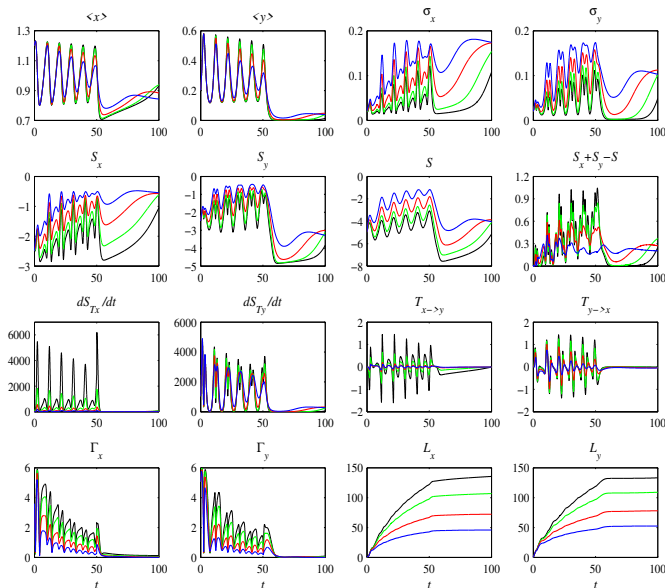 <x> <y> σx σy
1.3 0.6 0.2 0.2
1.1 0.4 0.1 0.1
0.9 0.2
0.7 0 0 0
0 50 100 0 50 100 0 50 100 0 50 100
Sx Sy S Sx+Sy−S
0 0 0 1.2
−1 −1 −2 0.9
−2 −2 −4 0.6
−3 −3 −6 0.3
−4 −4 −8 0
−5
0 50 100 0 50 100 0 50 100 0 50 100
dSTx/dt dSTy/dt Tx−>y Ty−>x
6000 6000 2 2
4000 4000 1 1
2000 2000 0 0
0 0 −1 −1
−2 −2
0 50 100 0 50 100 0 50 100 0 50 100
Γx Γy Lx Ly
6 6 150 150
4 4 100 100
2 2 50 50
0 0 0 0
0 50 100 0 50 100 0 50 100 0 50 100
t t t t